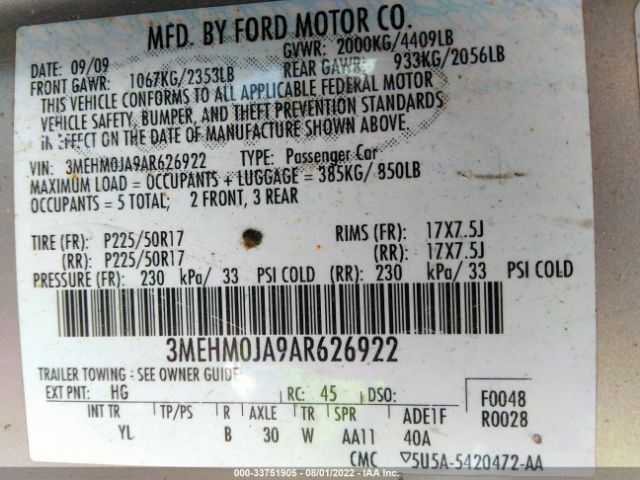 MFD. BY FORD MOTOR CO.
DATE: 09/09 GVWR: 2000KG/4409LB
FRONT GAWR: 1067KG/2353LB REAR GAWR: 933KG/2056LB
THIS VEHICLE CONFORMS TO ALL APPLICABLE FEDERAL MOTOR
VEHICLE SAFETY, BUMPER, AND THEFT PREVENTION STANDARDS
IN EFFECT ON THE DATE OF MANUFACTURE SHOWN ABOVE.
VIN: 3MEHM0JA9AR626922 TYPE: Passenger Car
MAXIMUM LOAD = OCCUPANTS + LUGGAGE = 385KG/ 850LB
OCCUPANTS = 5 TOTAL; 2 FRONT, 3 REAR
TIRE (FR): P225/50R17 RIMS (FR): 17X7.5J
(RR): P225/50R17 (RR): 17X7.5J
PRESSURE (FR): 230 kPa/ 33 PSI COLD (RR): 230 kPa/ 33 PSI COLD
3MEHM0JA9AR626922
TRAILER TOWING: SEE OWNER GUIDE
EXT PNT: HG RC: 45 DSO: F0048
INT TR TP/PS R AXLE TR SPR ADE1F R0028
YL B 30 W AA11 40A
CMC ▽5U5A-5420472-AA
000-33751905 - 08/01/2022 - IAAI.com